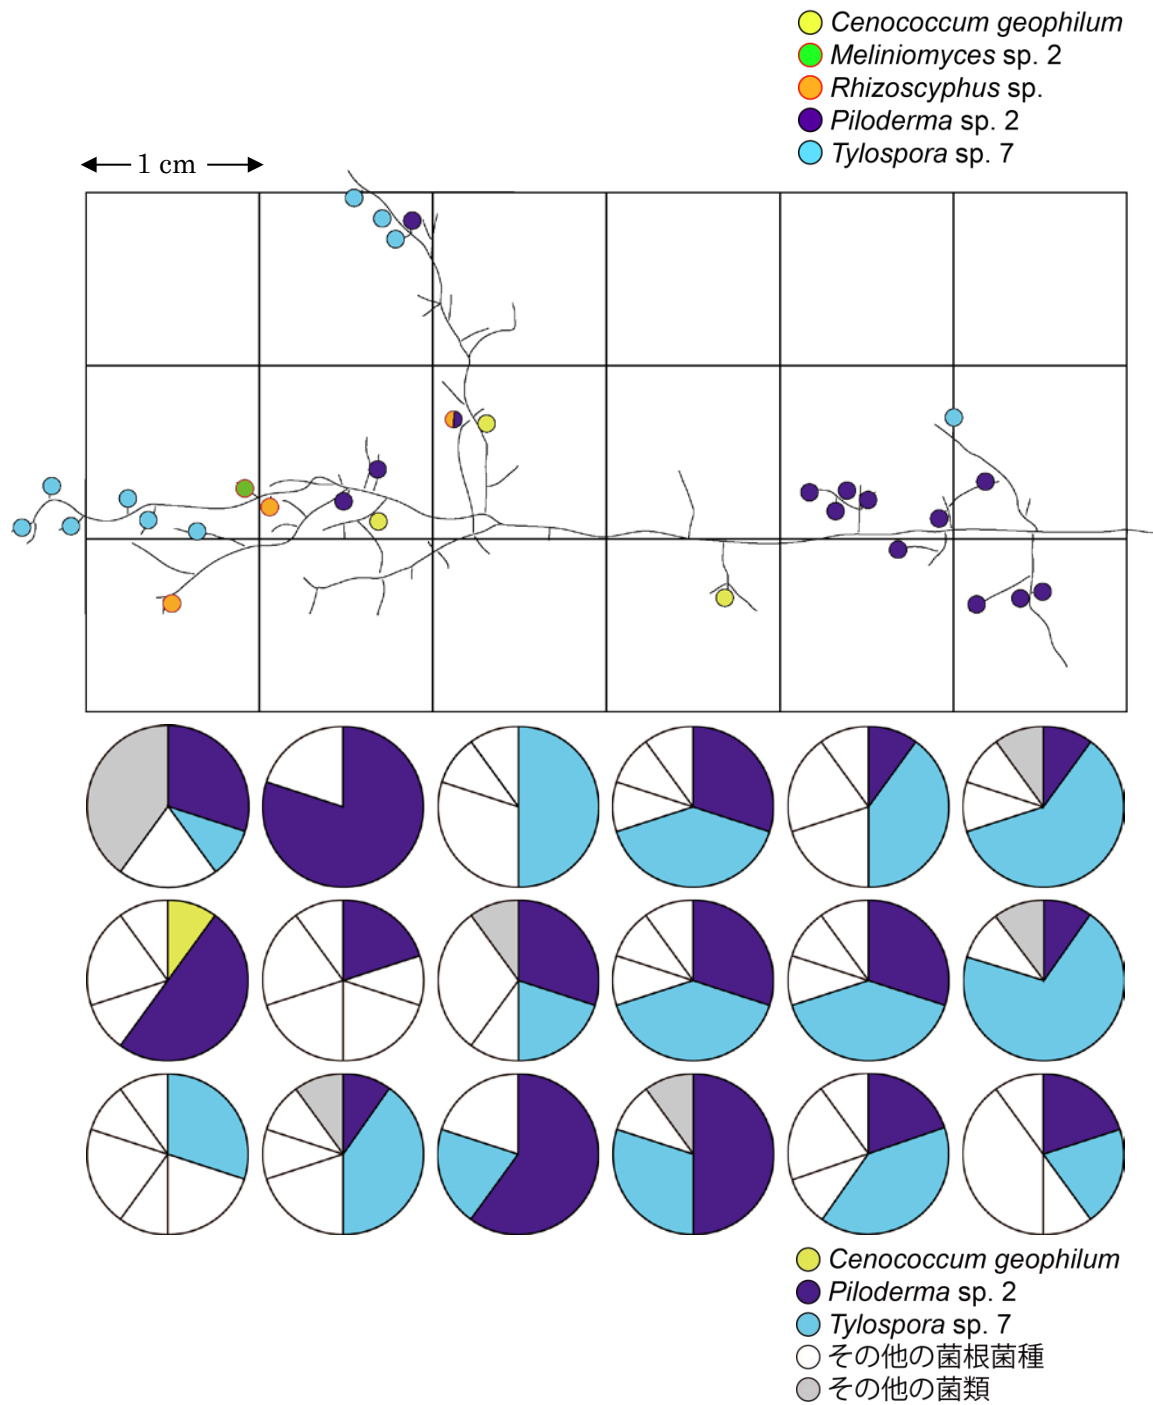 Cenococcum geophilum
Meliniomyces sp. 2
Rhizoscyphus sp.
Piloderma sp. 2
Tylospora sp. 7
1 cm
Cenococcum geophilum
Piloderma sp. 2
Tylospora sp. 7
その他の菌根菌種
その他の菌類